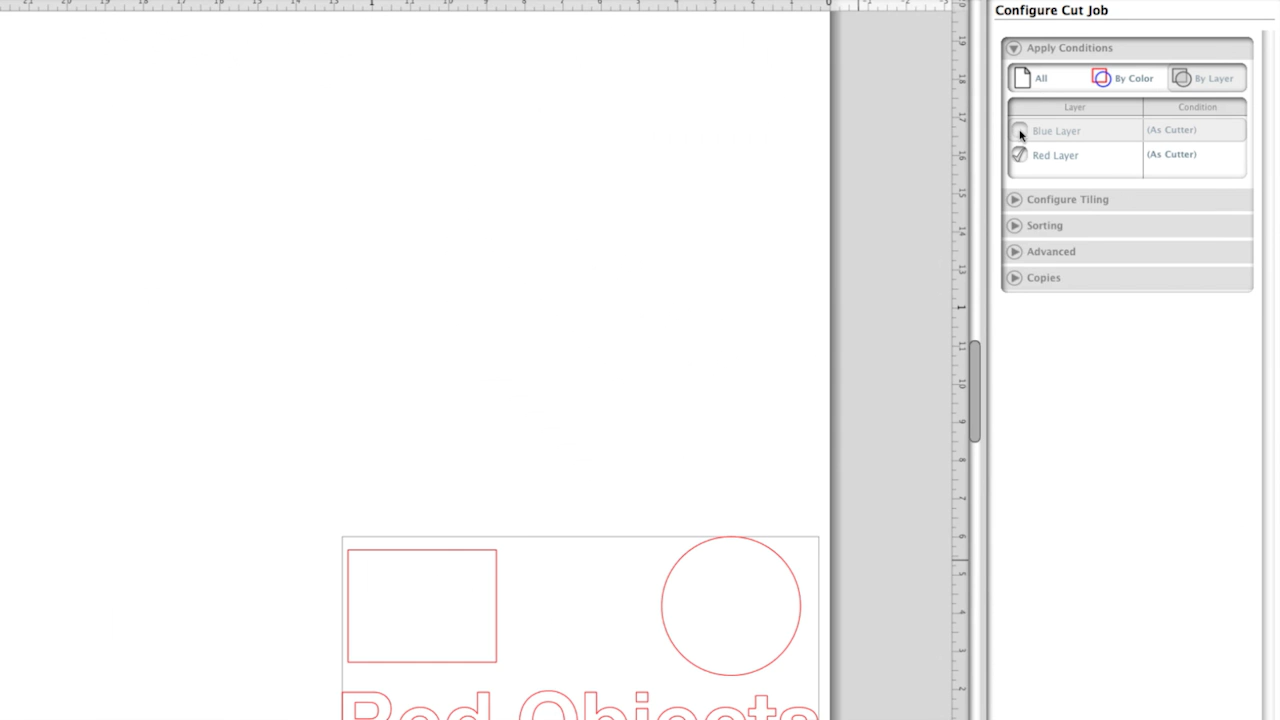 Configure Cut Job
Apply Conditions
All By Color By Layer
Layer Condition
Blue Layer (As Cutter)
Red Layer (As Cutter)
Configure Tiling
Sorting
Advanced
Copies
Red Objects